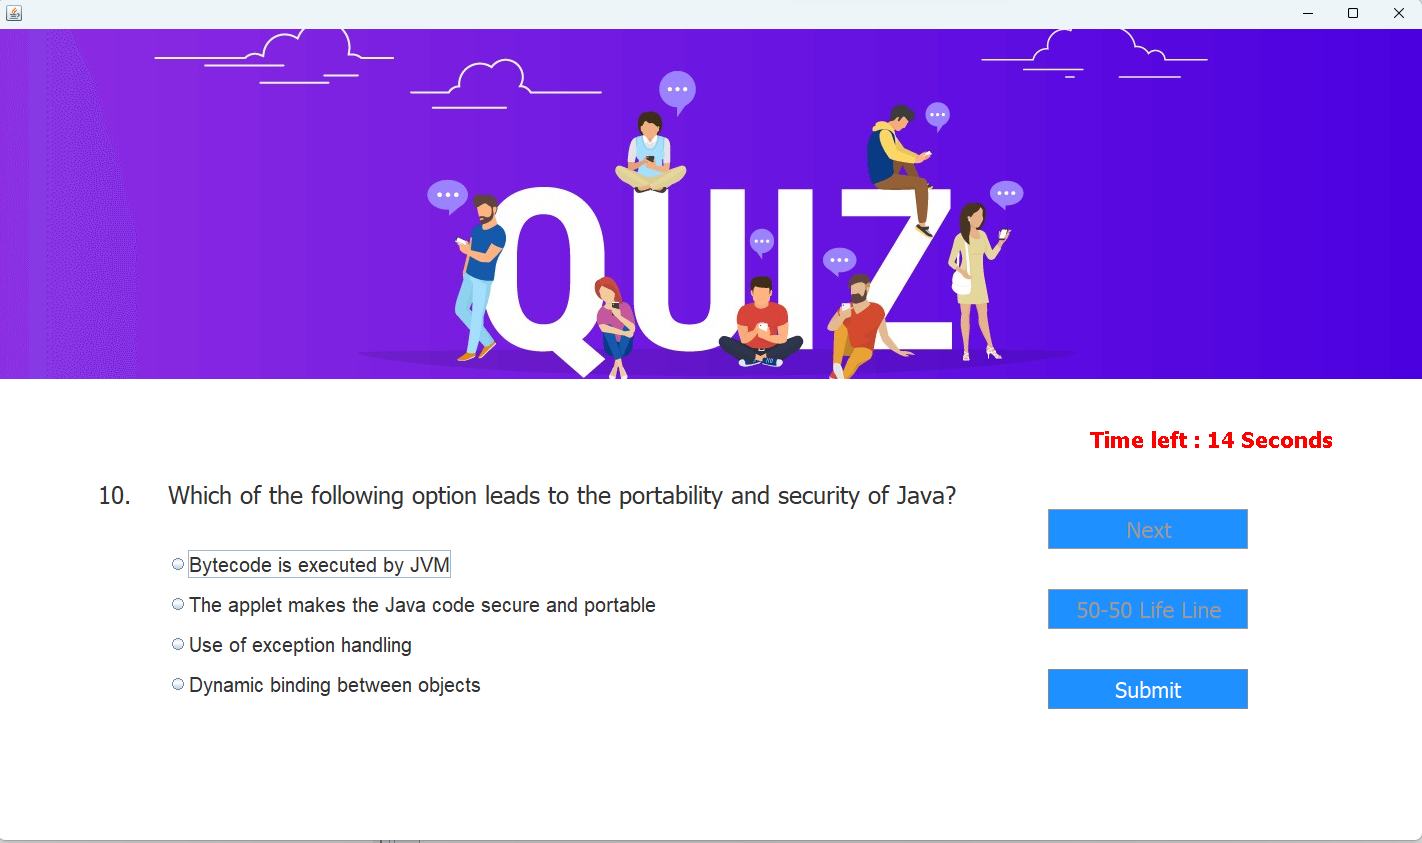 QUIZ
Time left : 14 Seconds
10. Which of the following option leads to the portability and security of Java?
Next
Bytecode is executed by JVM
The applet makes the Java code secure and portable
50-50 Life Line
Use of exception handling
Dynamic binding between objects
Submit